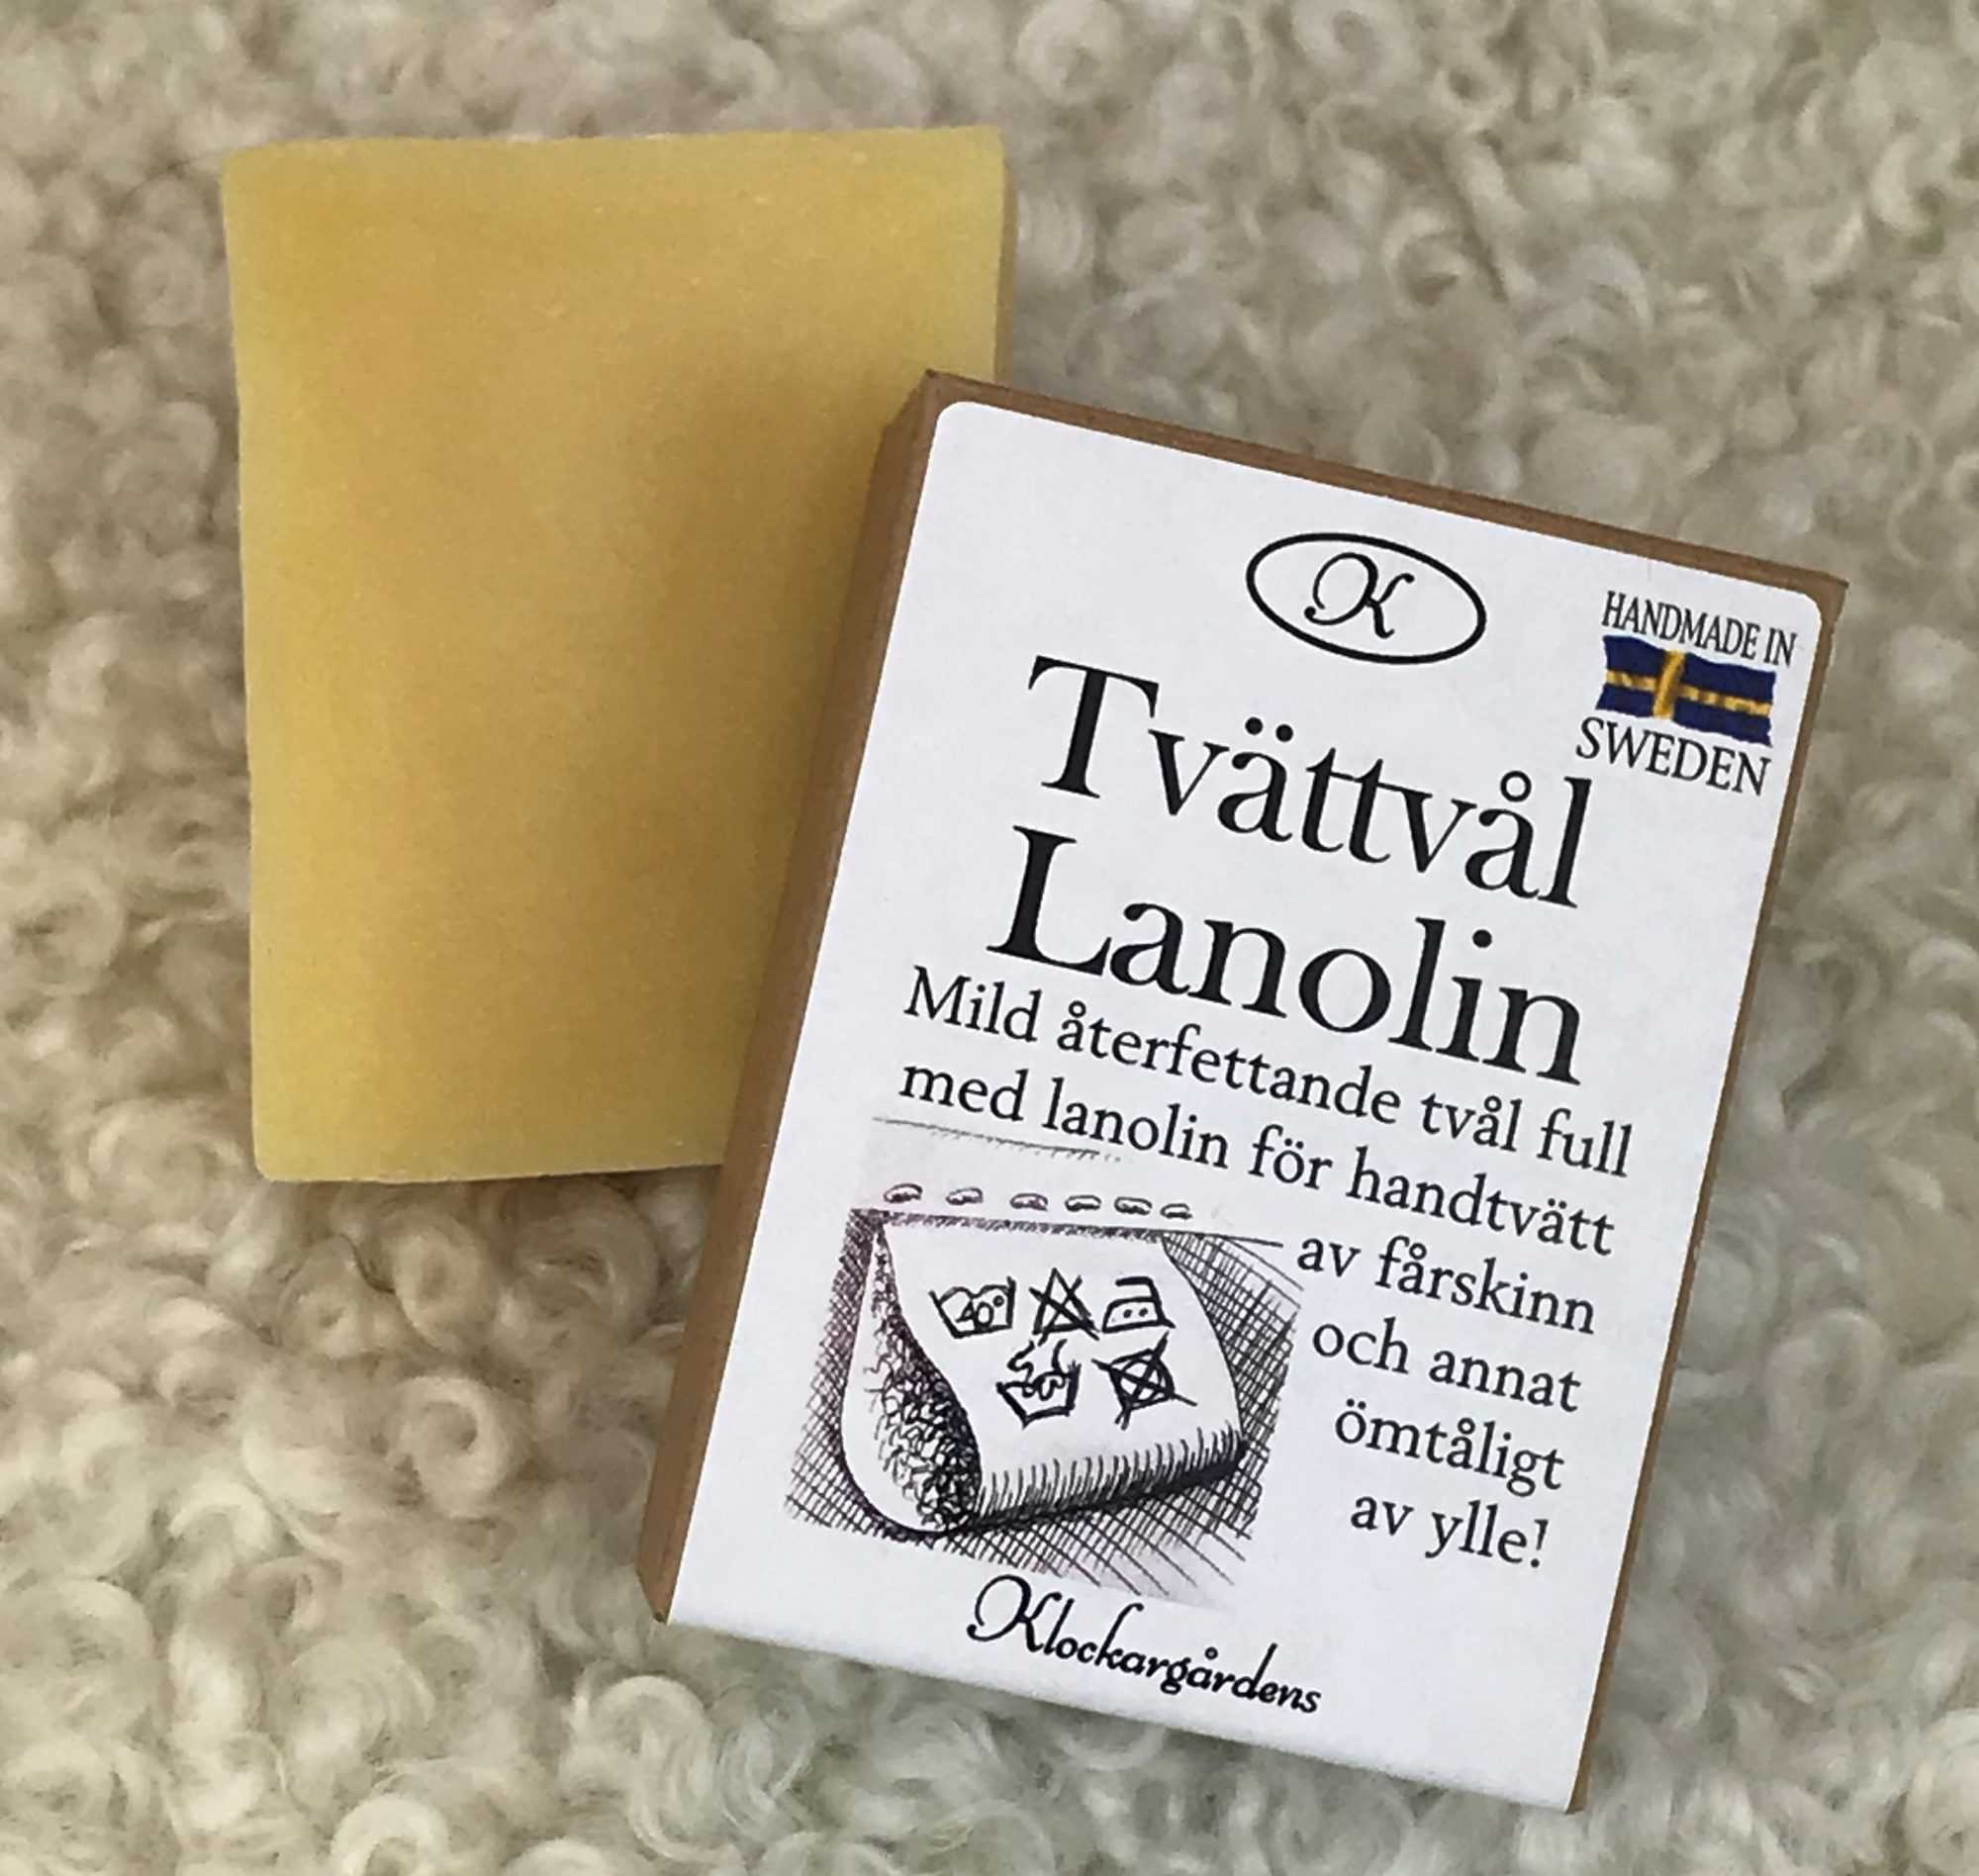 K
HANDMADE IN
SWEDEN
Tvättvål
Lanolin
Mild återfettande tvål full
med lanolin för handtvätt
av fårskinn
och annat
ömtåligt
av ylle!
40°
Klockargårdens